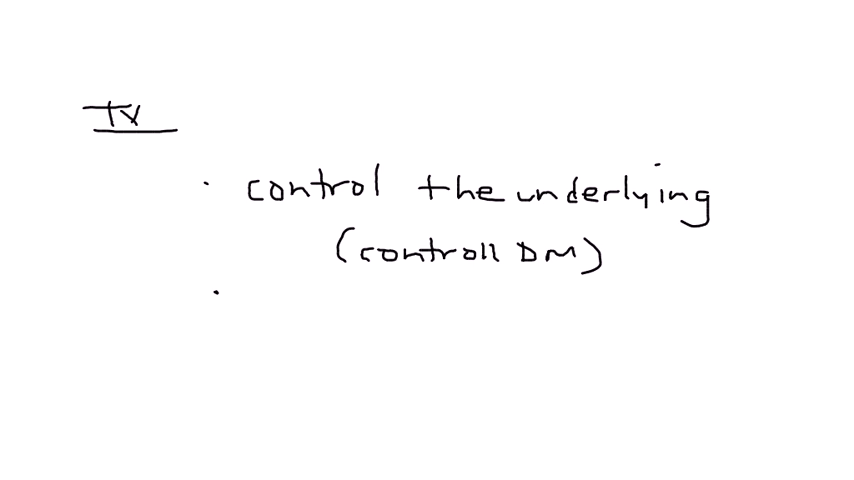 Tx
· control the underlying
(controll DM)
·